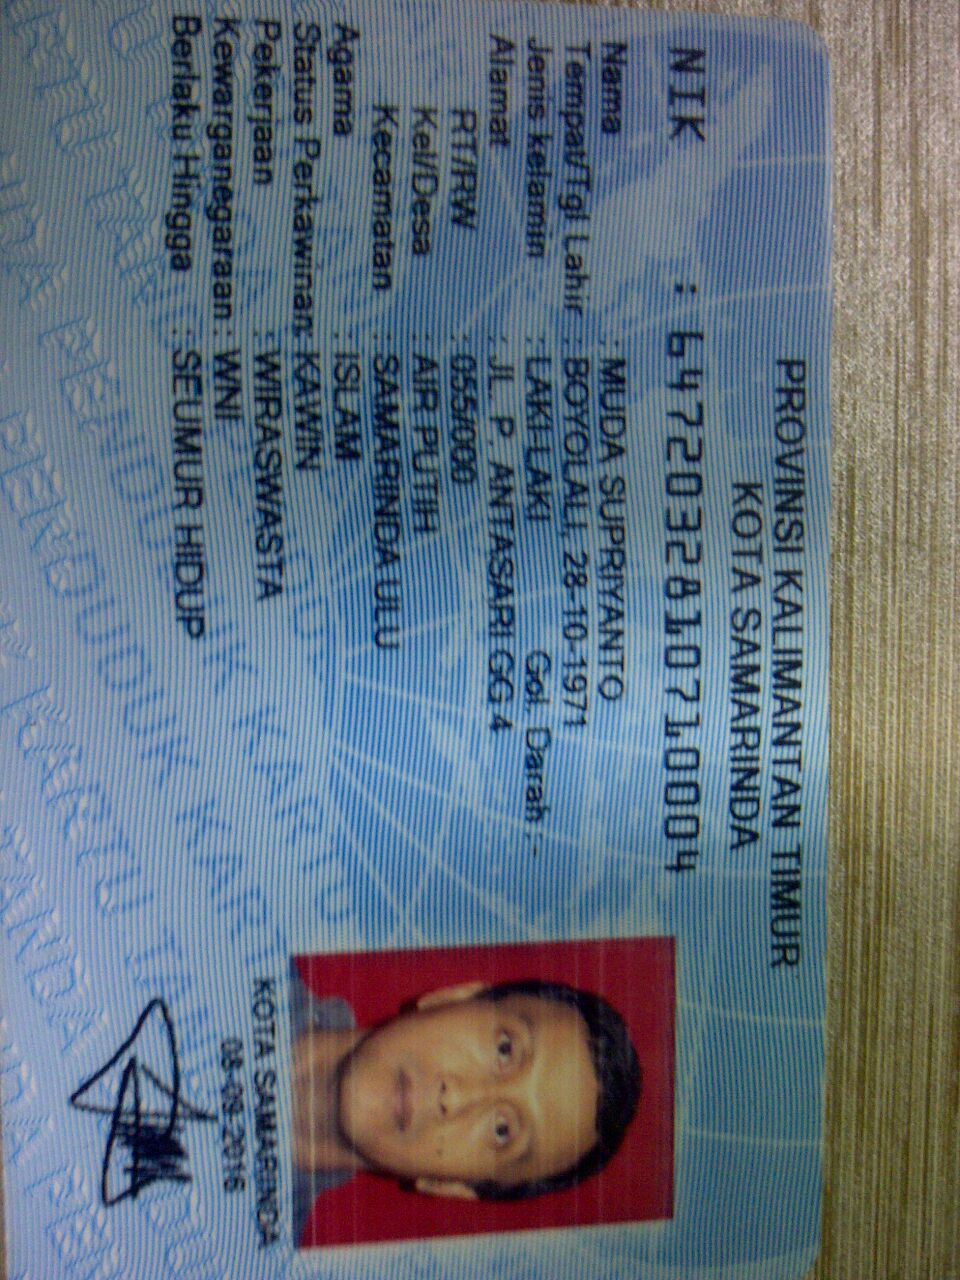 PROVINSI KALIMANTAN TIMUR
KOTA SAMARINDA
NIK : 6472032810710004
Nama : MUDA SUPRIYANTO
Tempat/Tgl Lahir : BOYOLALI, 28-10-1971
Jenis kelamin : LAKI-LAKI Gol. Darah : -
Alamat : JL. P. ANTASARI GG.4
RT/RW : 055/000
Kel/Desa : AIR PUTIH
Kecamatan : SAMARINDA ULU
Agama : ISLAM
Status Perkawinan: KAWIN
Pekerjaan : WIRASWASTA
Kewarganegaraan : WNI
Berlaku Hingga : SEUMUR HIDUP
KOTA SAMARINDA
08-09-2016